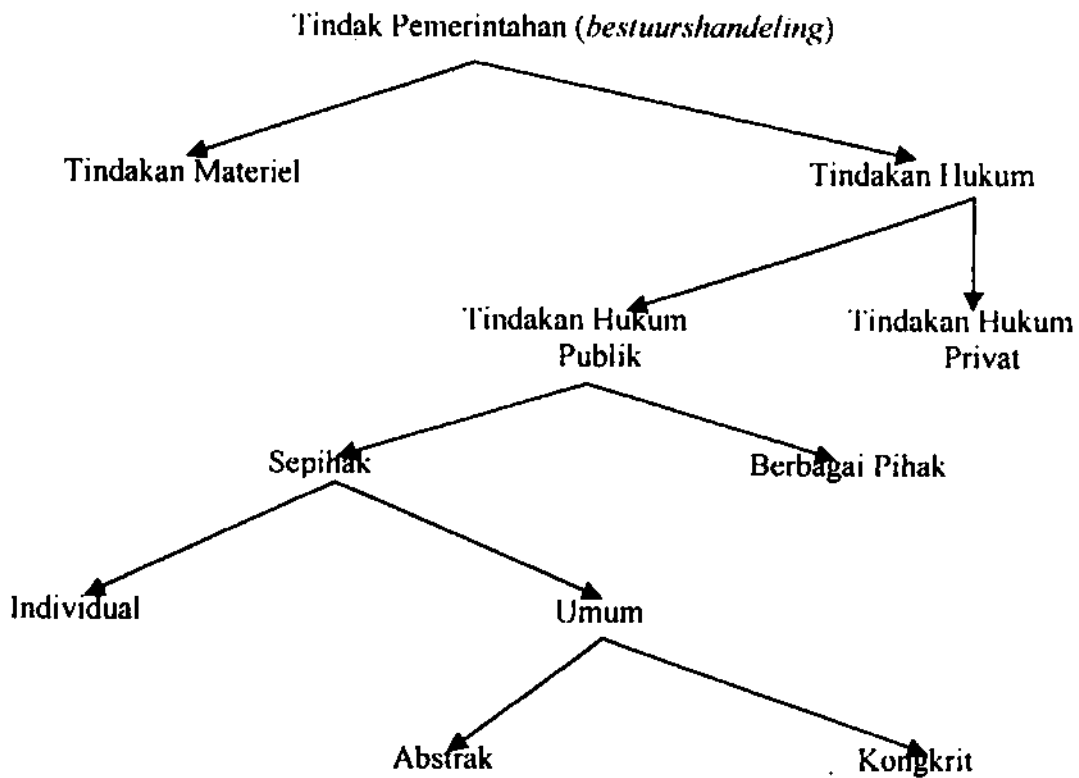 Tindak Pemerintahan (bestuurshandeling)
Tindakan Materiel
Tindakan Hukum
Tindakan Hukum
Publik
Tindakan Hukum
Privat
Sepihak
Berbagai Pihak
Individual
Umum
Abstrak
Kongkrit